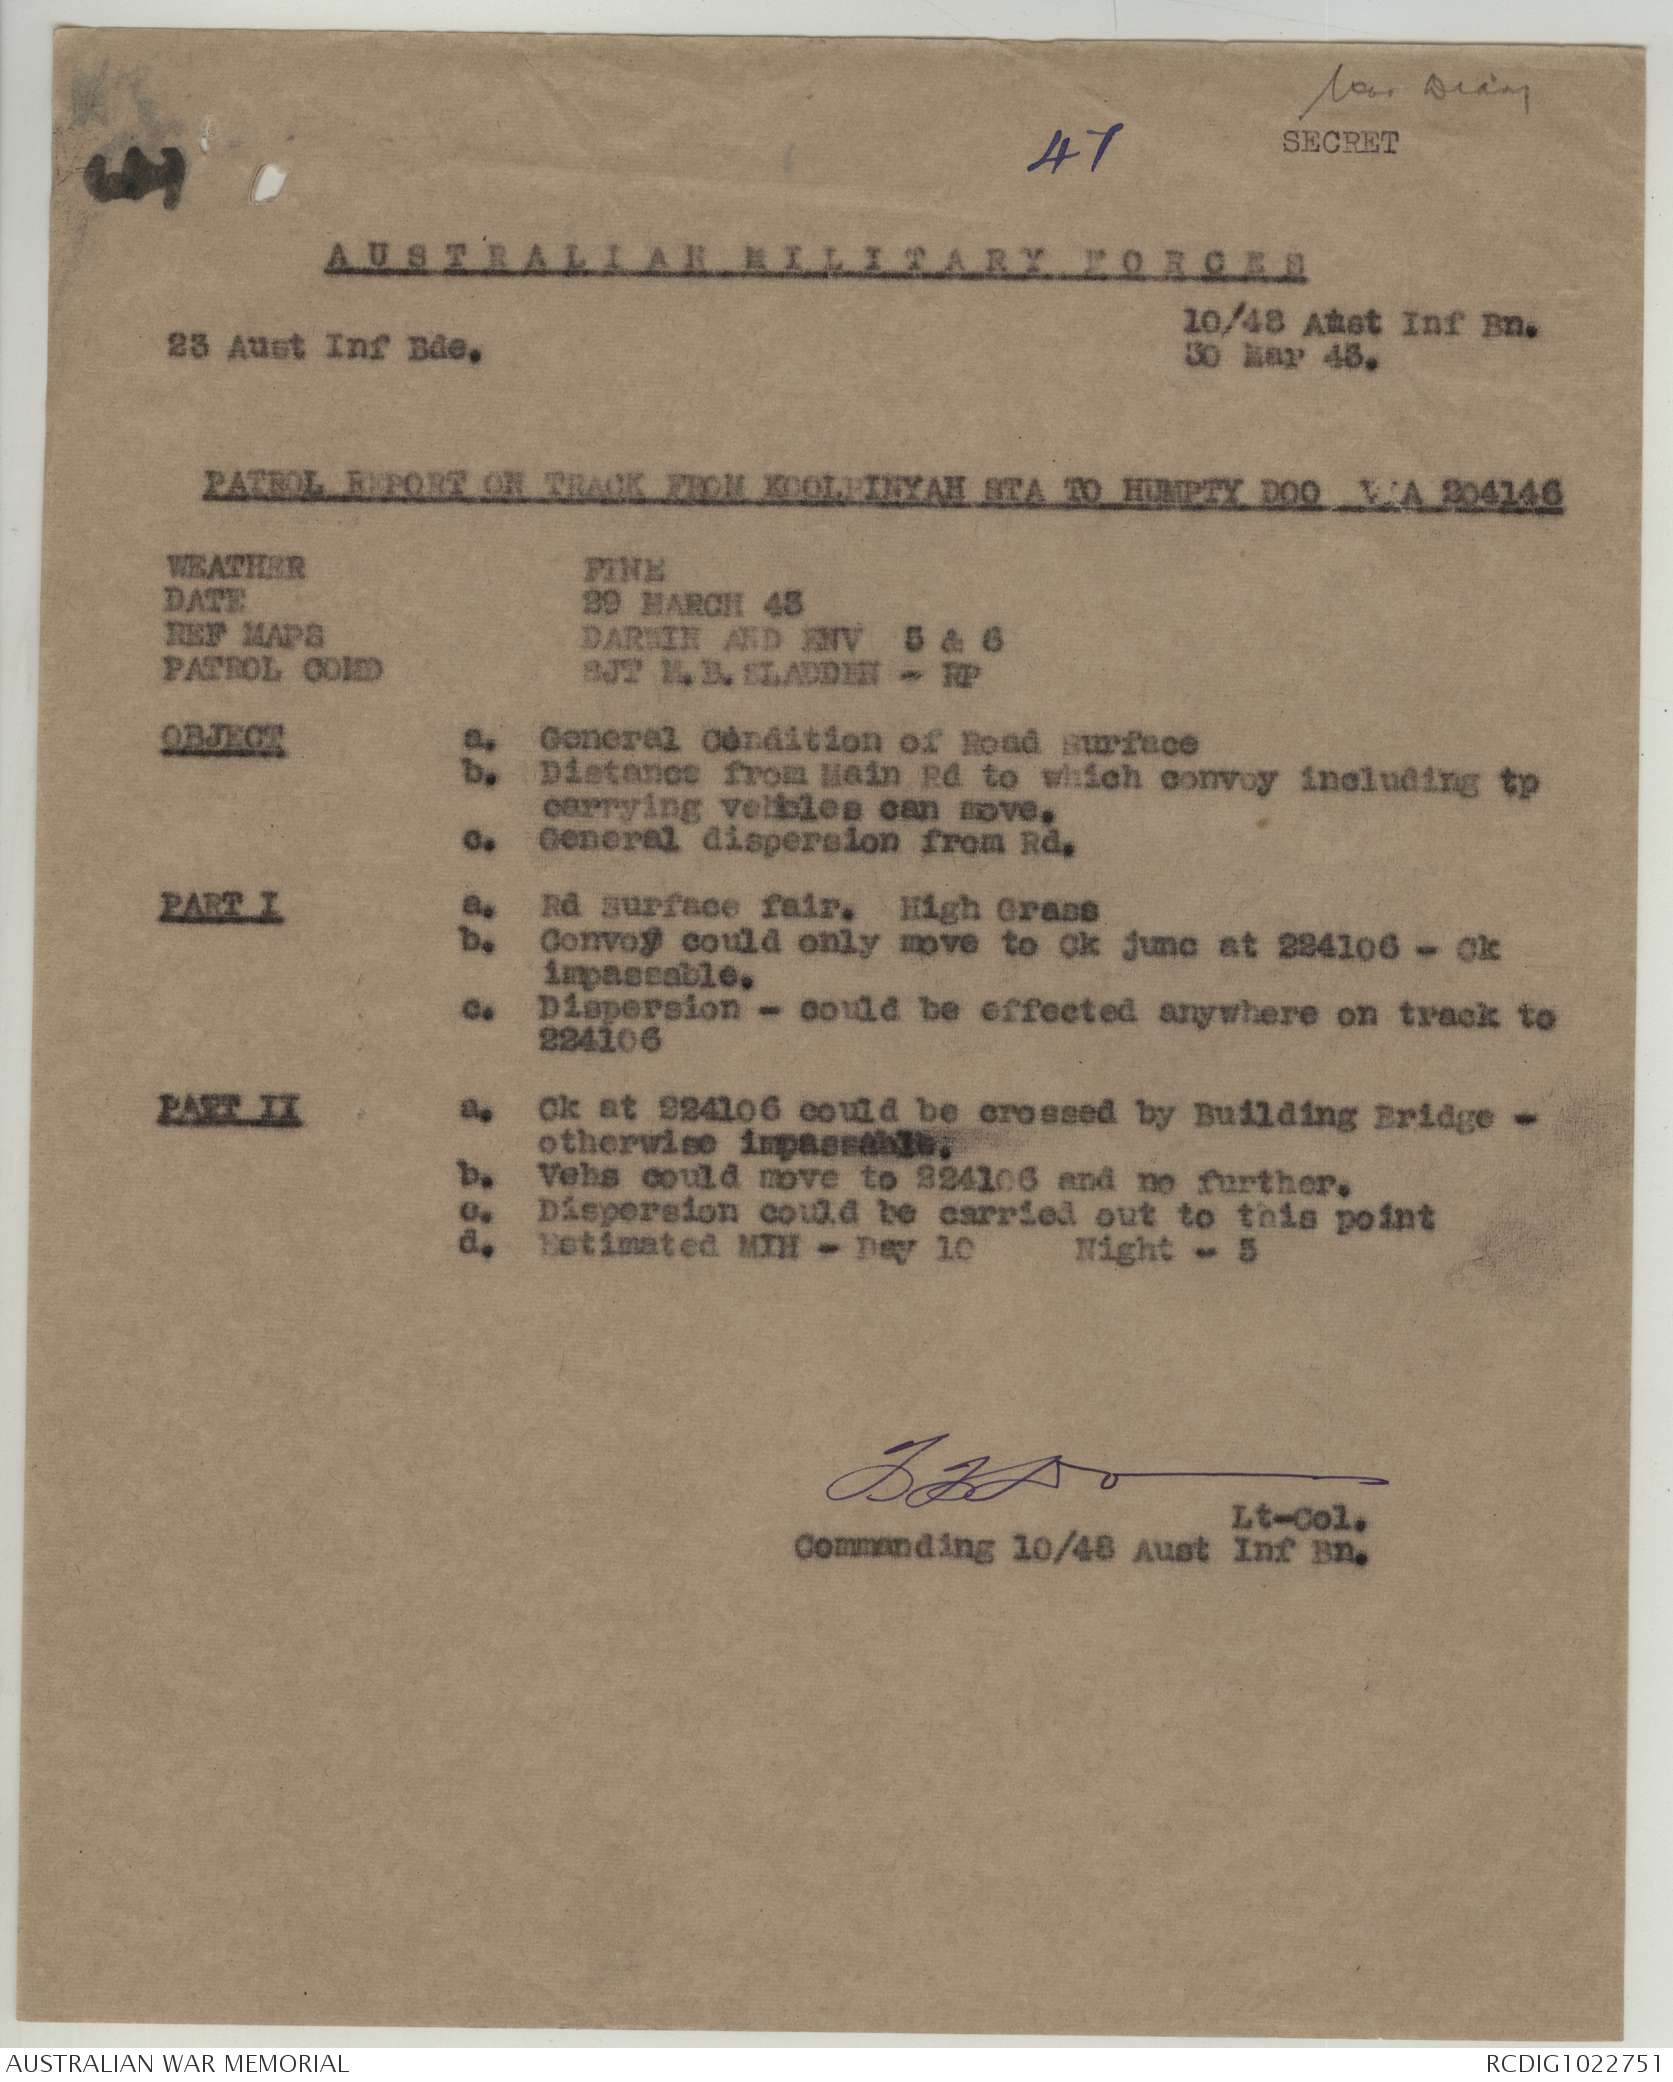 War Diary
47
SECRET
AUSTRALIAN MILITARY FORCES
10/48 Aust Inf Bn.
23 Aust Inf Bde.
30 Mar 43.
PATROL REPORT ON TRACK FROM KOOLPINYAH STA TO HUMPTY DOO VIA 204146
WEATHER FINE
DATE 29 MARCH 43
REF MAPS DARWIN AND ENV 5 & 6
PATROL COMD SJT M.B. SLADDEN - RP
OBJECT a. General Condition of Road Surface
b. Distance from Main Rd to which convoy including tp
carrying vehicles can move.
c. General dispersion from Rd.
PART I a. Rd Surface fair. High Grass
b. Convoy could only move to Ck junc at 224106 - Ck
impassable.
c. Dispersion - could be effected anywhere on track to
224106
PART II a. Ck at 224106 could be crossed by Building Bridge -
otherwise impassable.
b. Vehs could move to 224106 and no further.
c. Dispersion could be carried out to this point
d. Estimated MIH - Day 10 Night - 5
Lt-Col.
Commanding 10/48 Aust Inf Bn.
AUSTRALIAN WAR MEMORIAL
RCDIG1022751